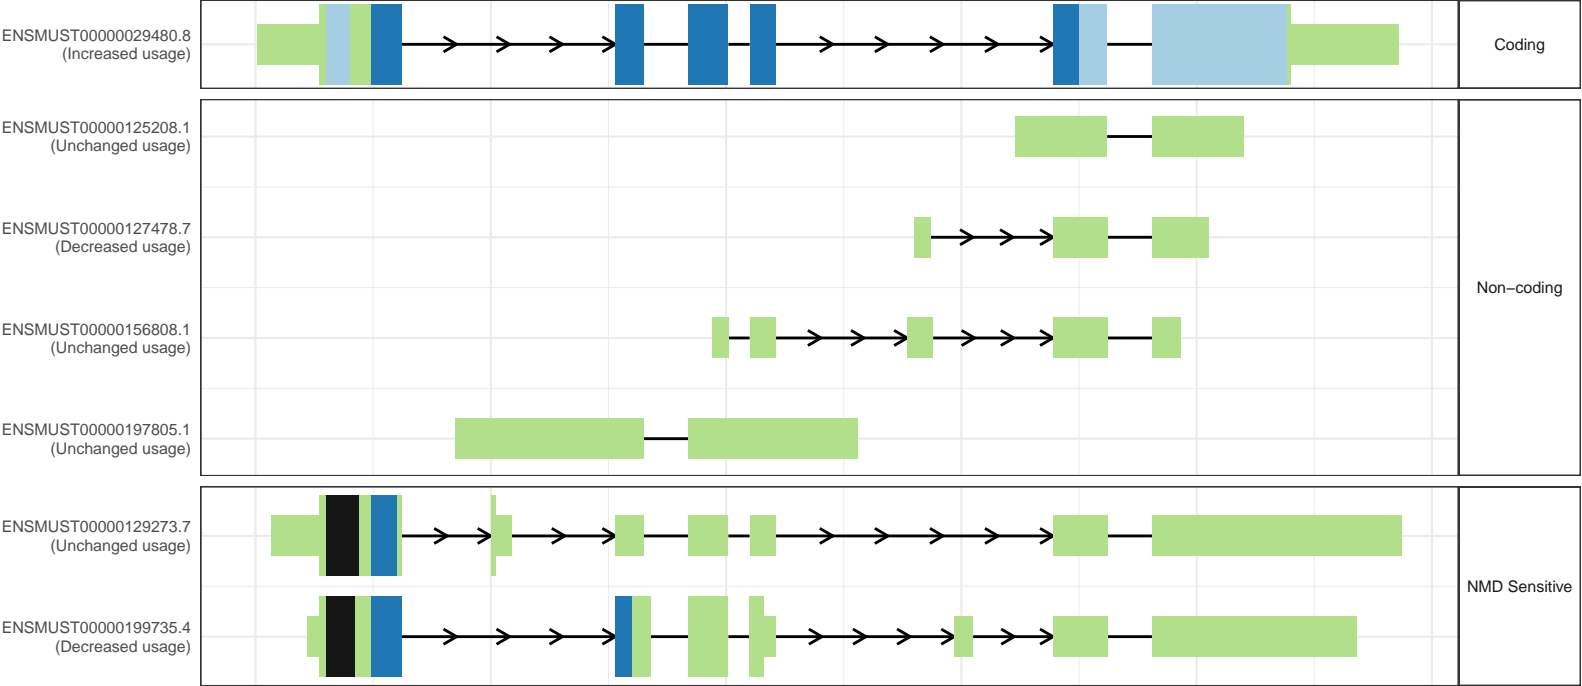 ENSMUST00000029480.8
(Increased usage)
Coding
ENSMUST00000125208.1
(Unchanged usage)
ENSMUST00000127478.7
(Decreased usage)
ENSMUST00000156808.1
(Unchanged usage)
ENSMUST00000197805.1
(Unchanged usage)
Non−coding
ENSMUST00000129273.7
(Unchanged usage)
ENSMUST00000199735.4
(Decreased usage)
NMD Sensitive